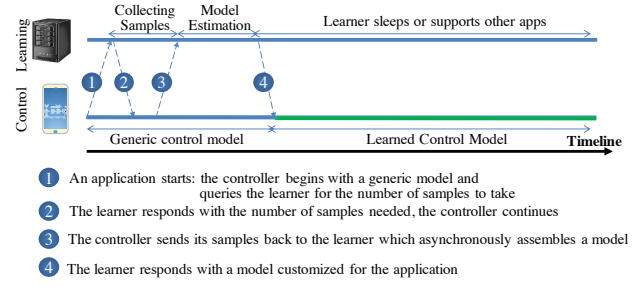 Collecting
Samples
Model
Estimation
Learner sleeps or supports other apps
Learning
1
2
3
4
Control
Generic control model
Learned Control Model
Timeline
1 An application starts: the controller begins with a generic model and
queries the learner for the number of samples to take
2 The learner responds with the number of samples needed, the controller continues
3 The controller sends its samples back to the learner which asynchronously assembles a model
4 The learner responds with a model customized for the application